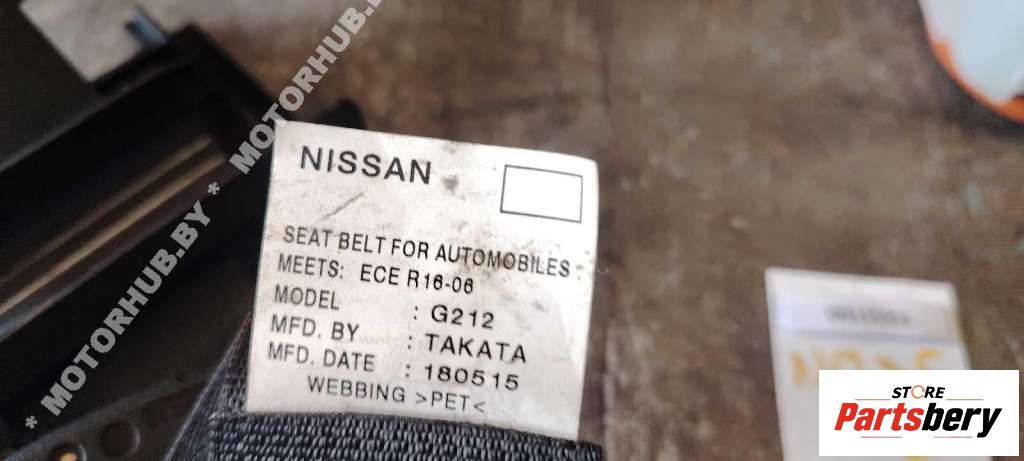 * MOTORHUB.BY * MOTORHUB.BY
NISSAN
SEAT BELT FOR AUTOMOBILES
MEETS: ECE R16-06
MODEL : G212
MFD. BY : TAKATA
MFD. DATE : 180515
WEBBING >PET<
STORE
Partsbery